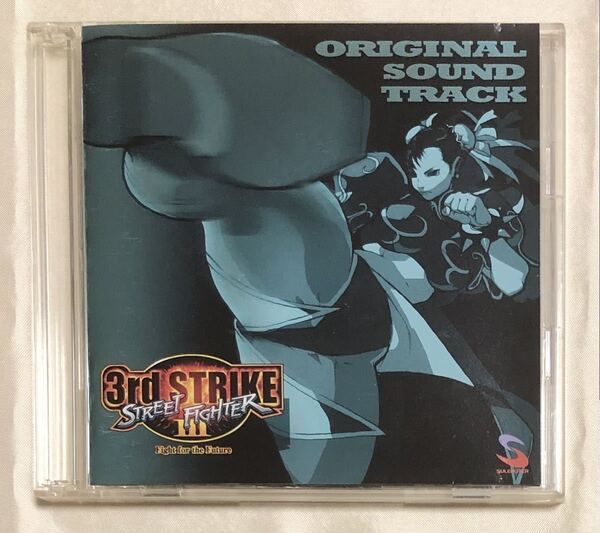 ORIGINAL
SOUND
TRACK
3rd STRIKE
STREET FIGHTER
III
Fight for the Future
SULEPUTER